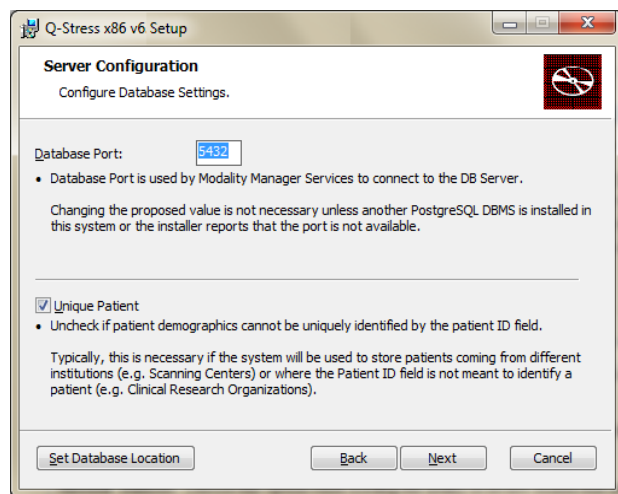 Q-Stress x86 v6 Setup
Server Configuration
Configure Database Settings.
Database Port: 5432
• Database Port is used by Modality Manager Services to connect to the DB Server.
Changing the proposed value is not necessary unless another PostgreSQL DBMS is installed in
this system or the installer reports that the port is not available.
Unique Patient
• Uncheck if patient demographics cannot be uniquely identified by the patient ID field.
Typically, this is necessary if the system will be used to store patients coming from different
institutions (e.g. Scanning Centers) or where the Patient ID field is not meant to identify a
patient (e.g. Clinical Research Organizations).
Set Database Location Back Next Cancel